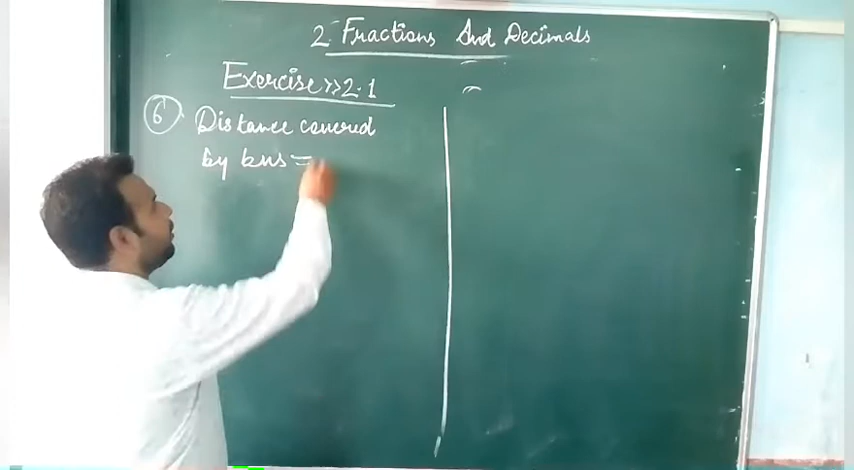 2. Fractions And Decimals
Exercise >> 2.1
6 Distance covered
by bus =